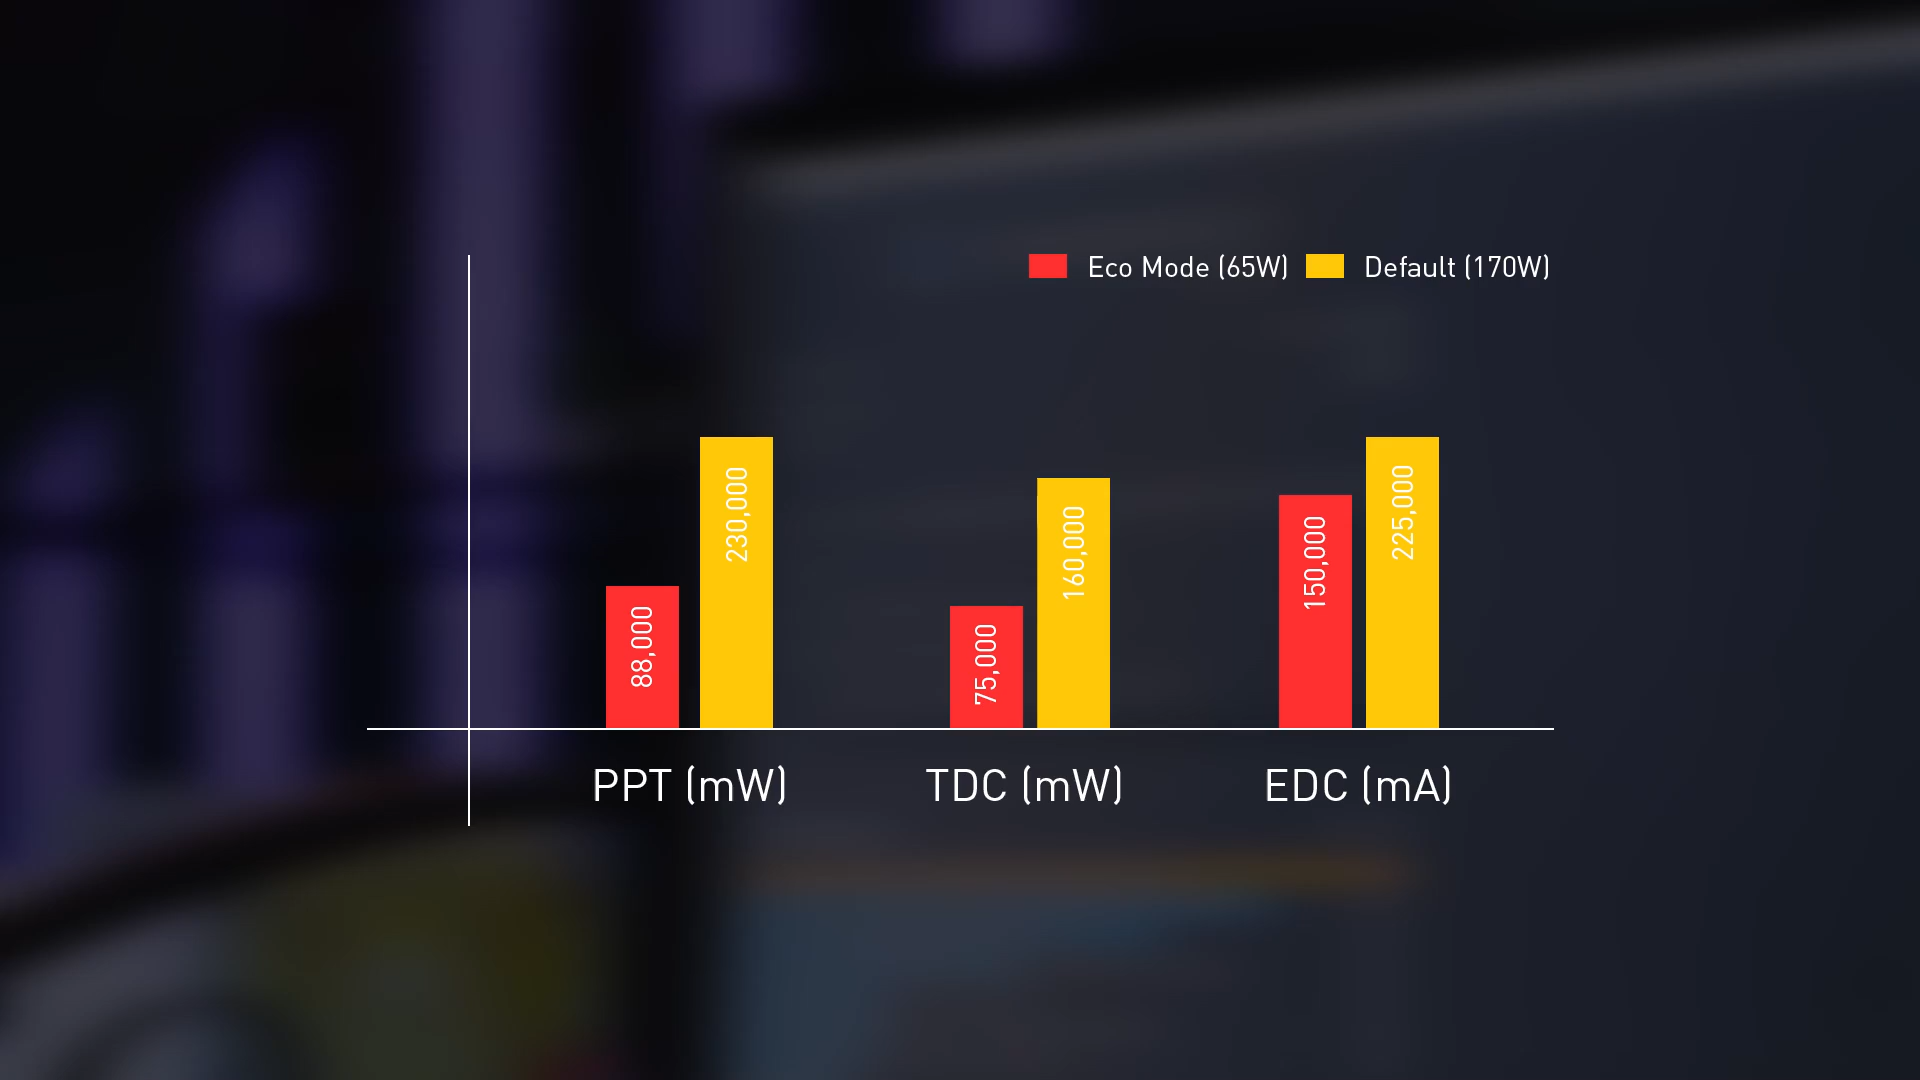 Eco Mode (65W) Default (170W)
88,000
230,000
75,000
160,000
150,000
225,000
PPT (mW)
TDC (mW)
EDC (mA)